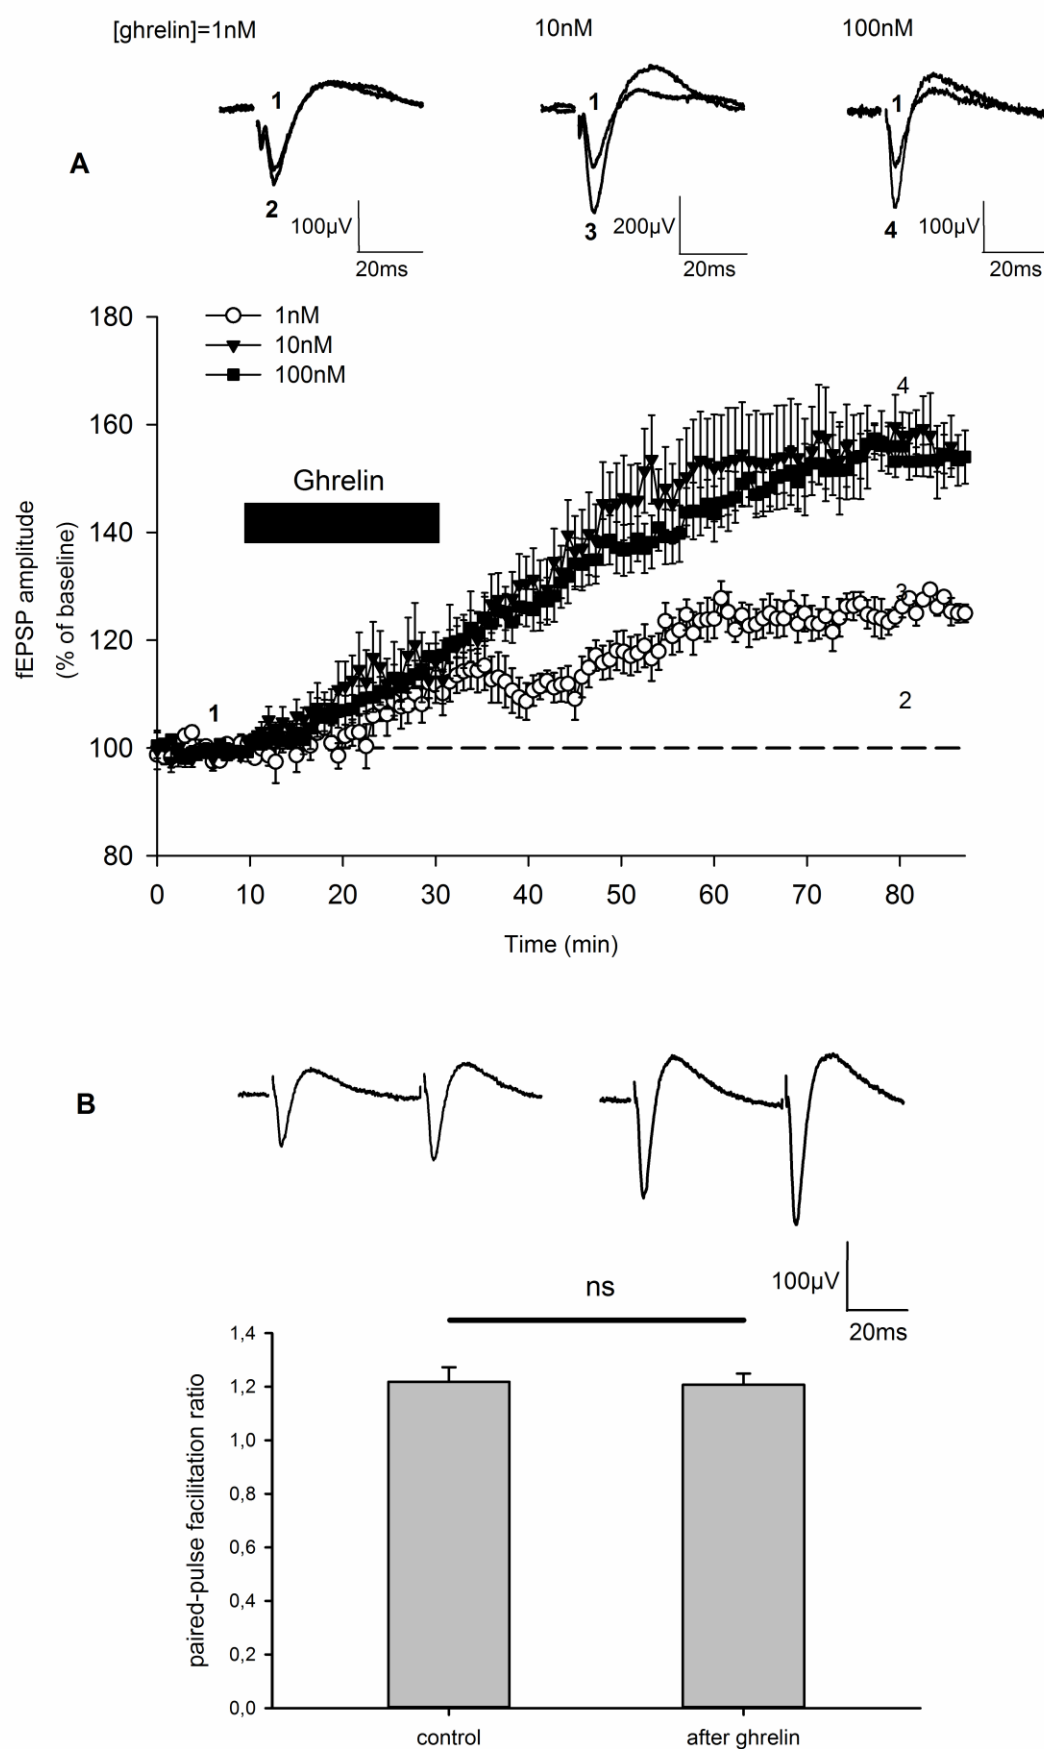 [ghrelin]=1nM
10nM
100nM
A
1
1
1
2
100µV
20ms
3
200µV
20ms
4
100µV
20ms
180
160
140
120
100
80
fEPSP amplitude
(% of baseline)
1nM
10nM
100nM
Ghrelin
1
4
3
2
0
10
20
30
40
50
60
70
80
Time (min)
B
100µV
20ms
ns
1,4
1,2
1,0
0,8
0,6
0,4
0,2
0,0
paired-pulse facilitation ratio
control
after ghrelin